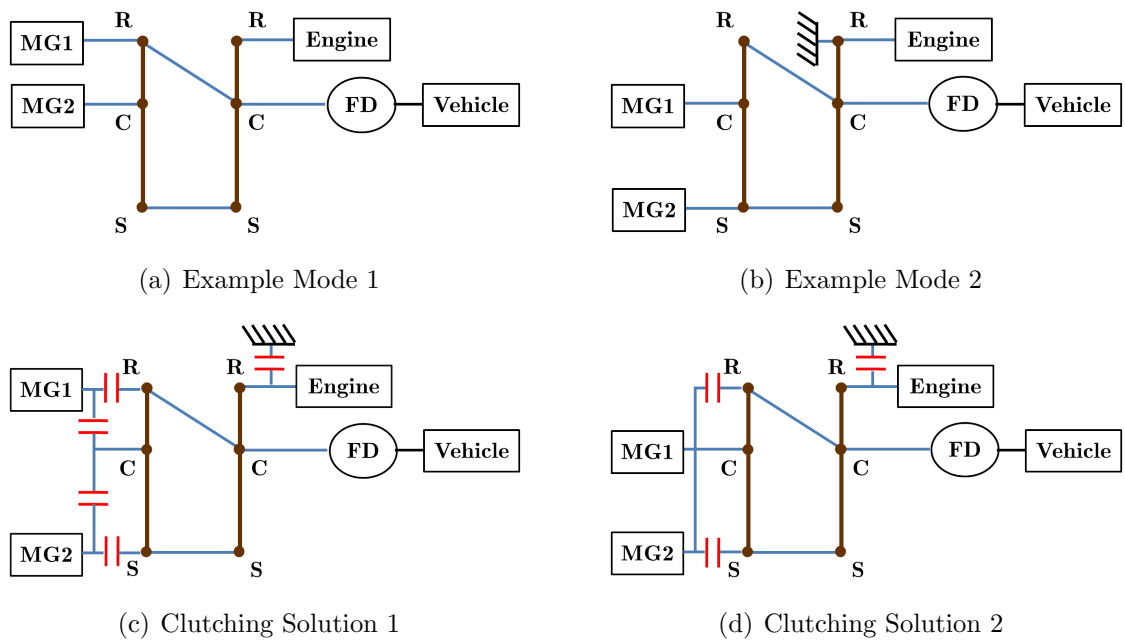 R R
MG1 Engine
MG2 FD Vehicle
C C
S S
(a) Example Mode 1
R R
Engine
MG1 FD Vehicle
C C
MG2
S S
(b) Example Mode 2
R R
MG1 Engine
FD Vehicle
C C
MG2
S S
(c) Clutching Solution 1
R R
Engine
MG1 FD Vehicle
C C
MG2
S S
(d) Clutching Solution 2